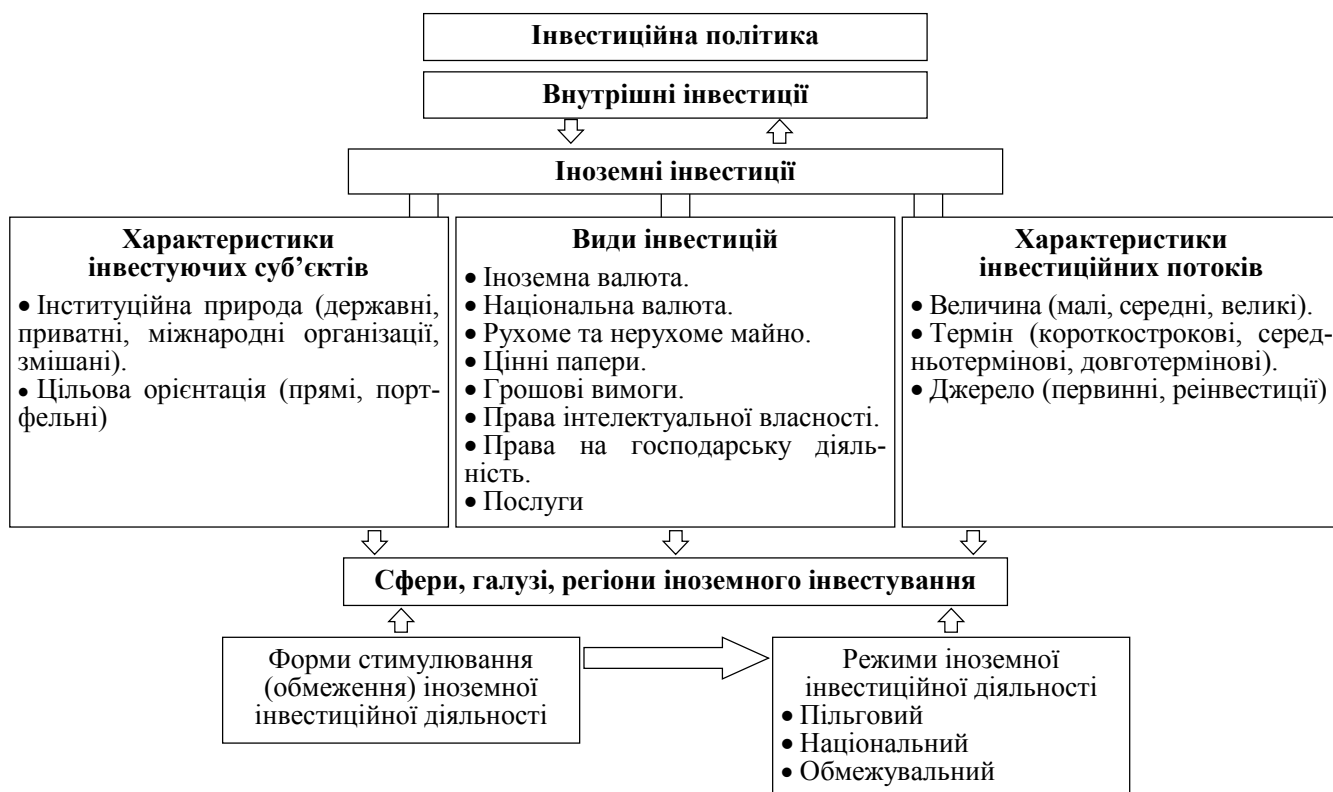 Інвестиційна політика
Внутрішні інвестиції
Іноземні інвестиції
Характеристики
інвестуючих суб’єктів
• Інституційна природа (державні,
приватні, міжнародні організації,
змішані).
• Цільова орієнтація (прямі, порт-
фельні)
Види інвестицій
• Іноземна валюта.
• Національна валюта.
• Рухоме та нерухоме майно.
• Цінні папери.
• Грошові вимоги.
• Права інтелектуальної власності.
• Права на господарську діяль-
ність.
• Послуги
Характеристики
інвестиційних потоків
• Величина (малі, середні, великі).
• Термін (короткострокові, серед-
ньотермінові, довготермінові).
• Джерело (первинні, реінвестиції)
Сфери, галузі, регіони іноземного інвестування
Форми стимулювання
(обмеження) іноземної
інвестиційної діяльності
Режими іноземної
інвестиційної діяльності
• Пільговий
• Національний
• Обмежувальний